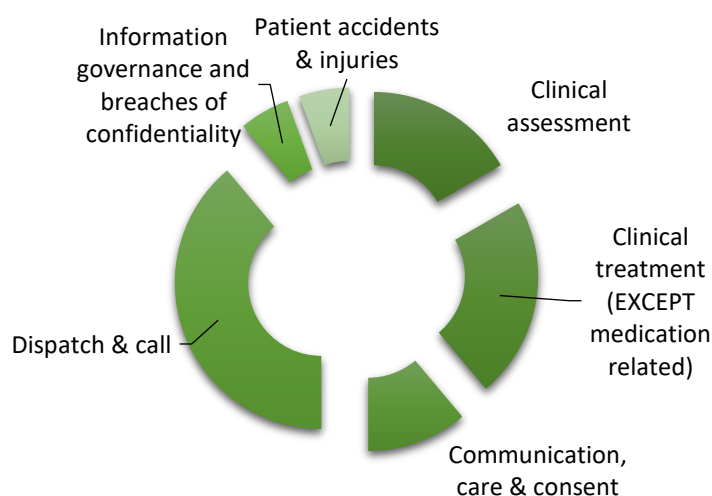 Information
governance and
breaches of
confidentiality
Patient accidents
& injuries
Clinical
assessment
Clinical
treatment
(EXCEPT
medication
related)
Dispatch & call
Communication,
care & consent